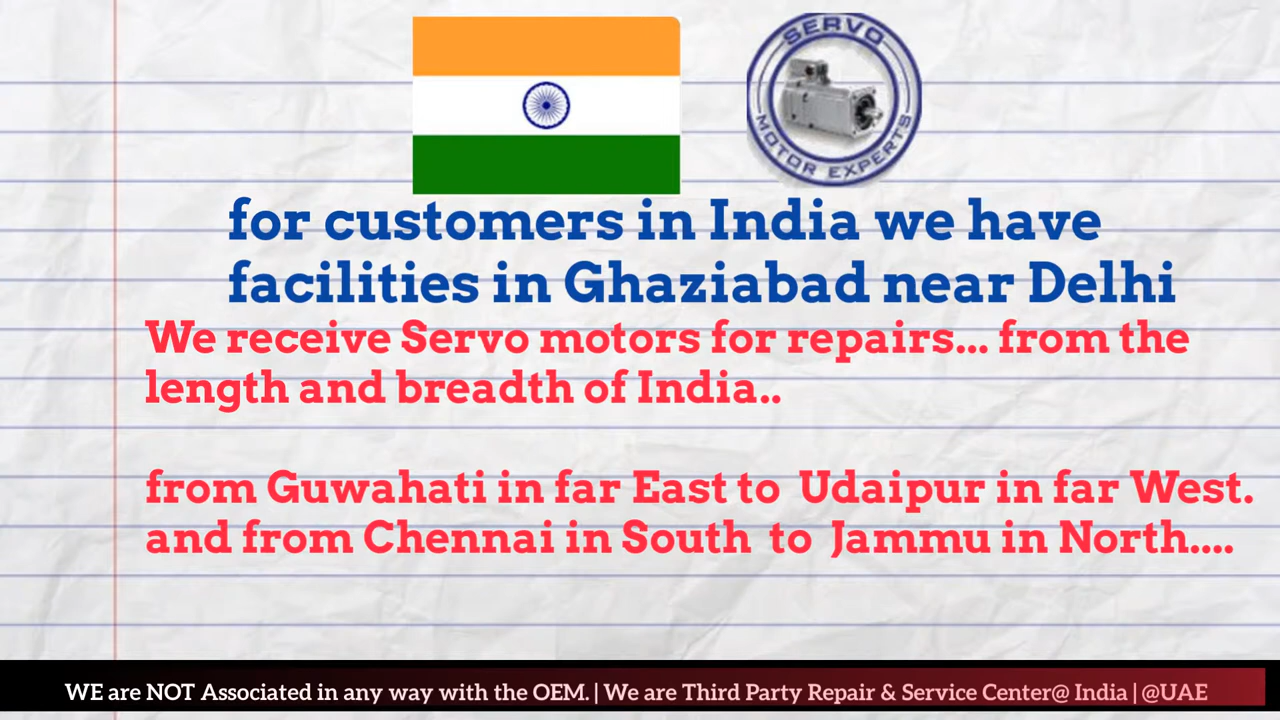 SERVO
MOTOR EXPERTS
for customers in India we have
facilities in Ghaziabad near Delhi
We receive Servo motors for repairs... from the
length and breadth of India..
from Guwahati in far East to Udaipur in far West.
and from Chennai in South to Jammu in North....
WE are NOT Associated in any way with the OEM. | We are Third Party Repair & Service Center@ India | @UAE